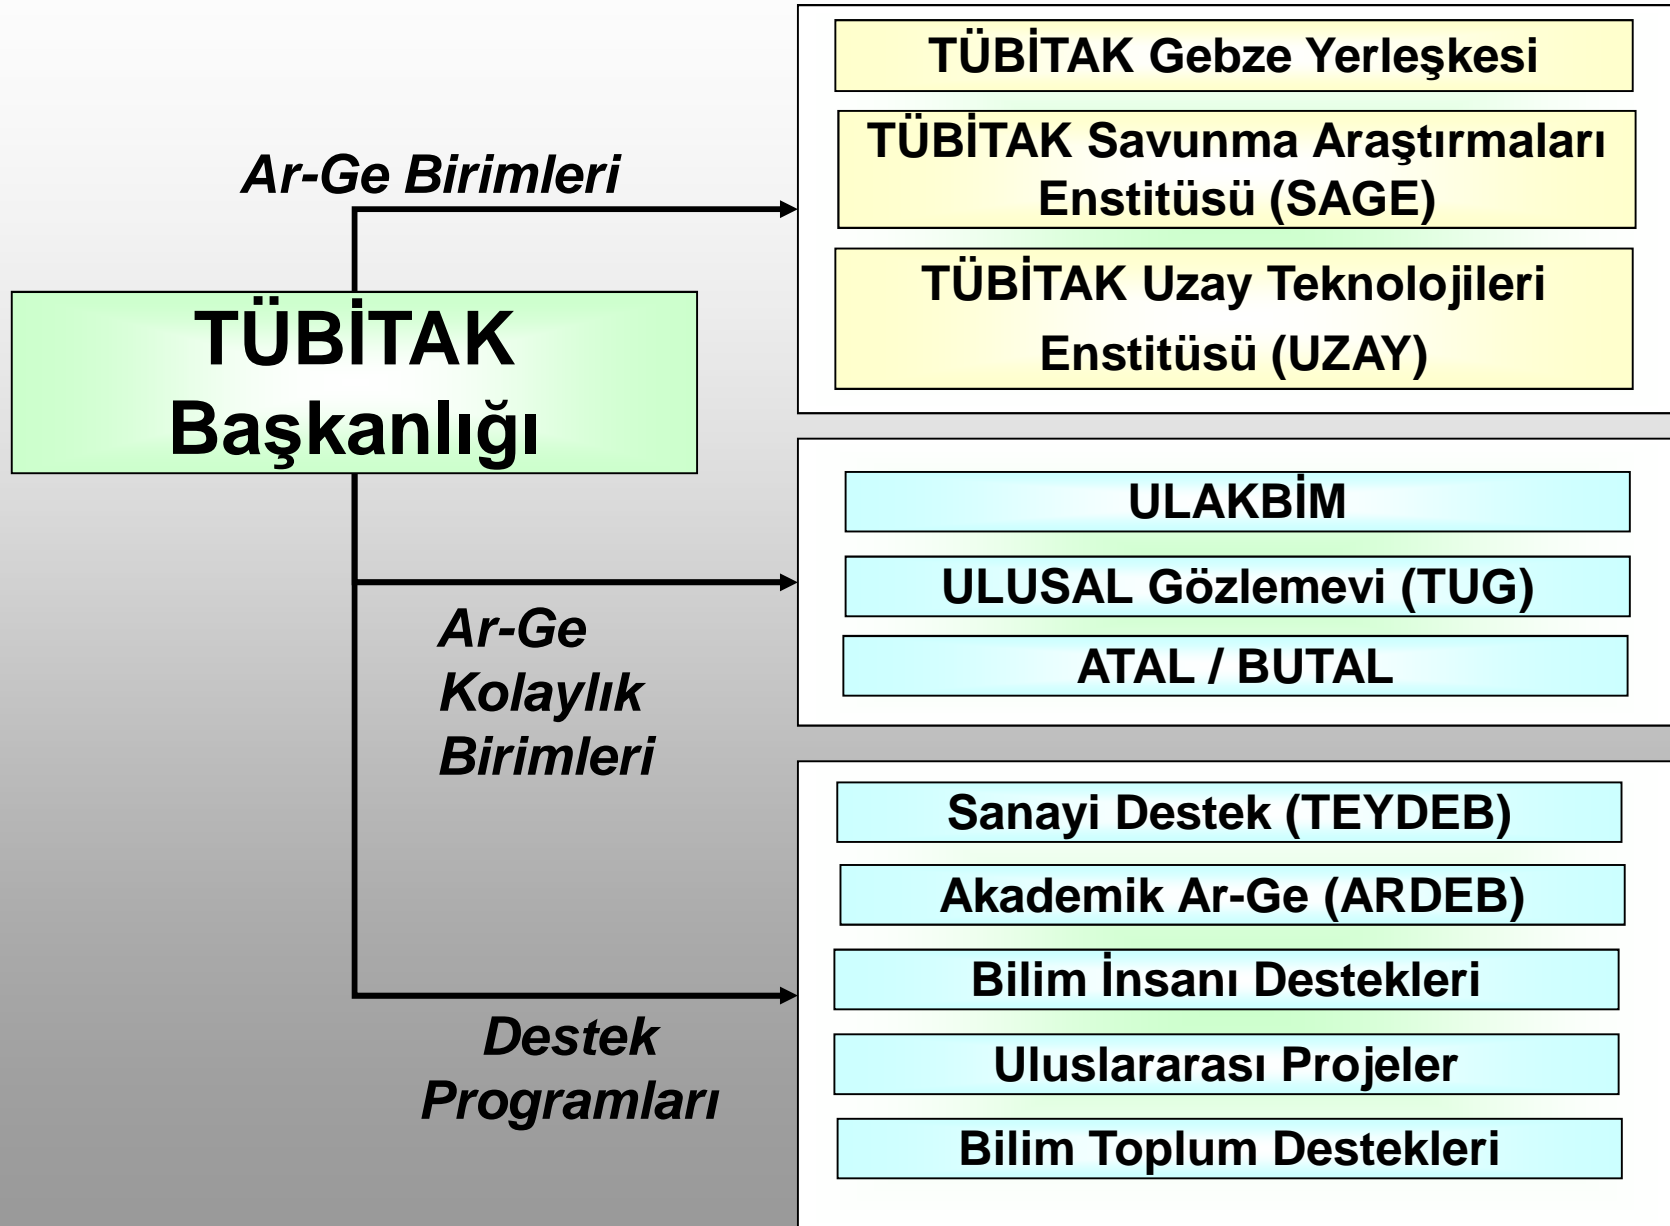 TÜBİTAK Gebze Yerleşkesi
TÜBİTAK Savunma Araştırmaları
Enstitüsü (SAGE)
TÜBİTAK Uzay Teknolojileri
Enstitüsü (UZAY)
Ar-Ge Birimleri
TÜBİTAK
Başkanlığı
ULAKBİM
ULUSAL Gözlemevi (TUG)
ATAL / BUTAL
Ar-Ge
Kolaylık
Birimleri
Sanayi Destek (TEYDEB)
Akademik Ar-Ge (ARDEB)
Bilim İnsanı Destekleri
Uluslararası Projeler
Bilim Toplum Destekleri
Destek
Programları